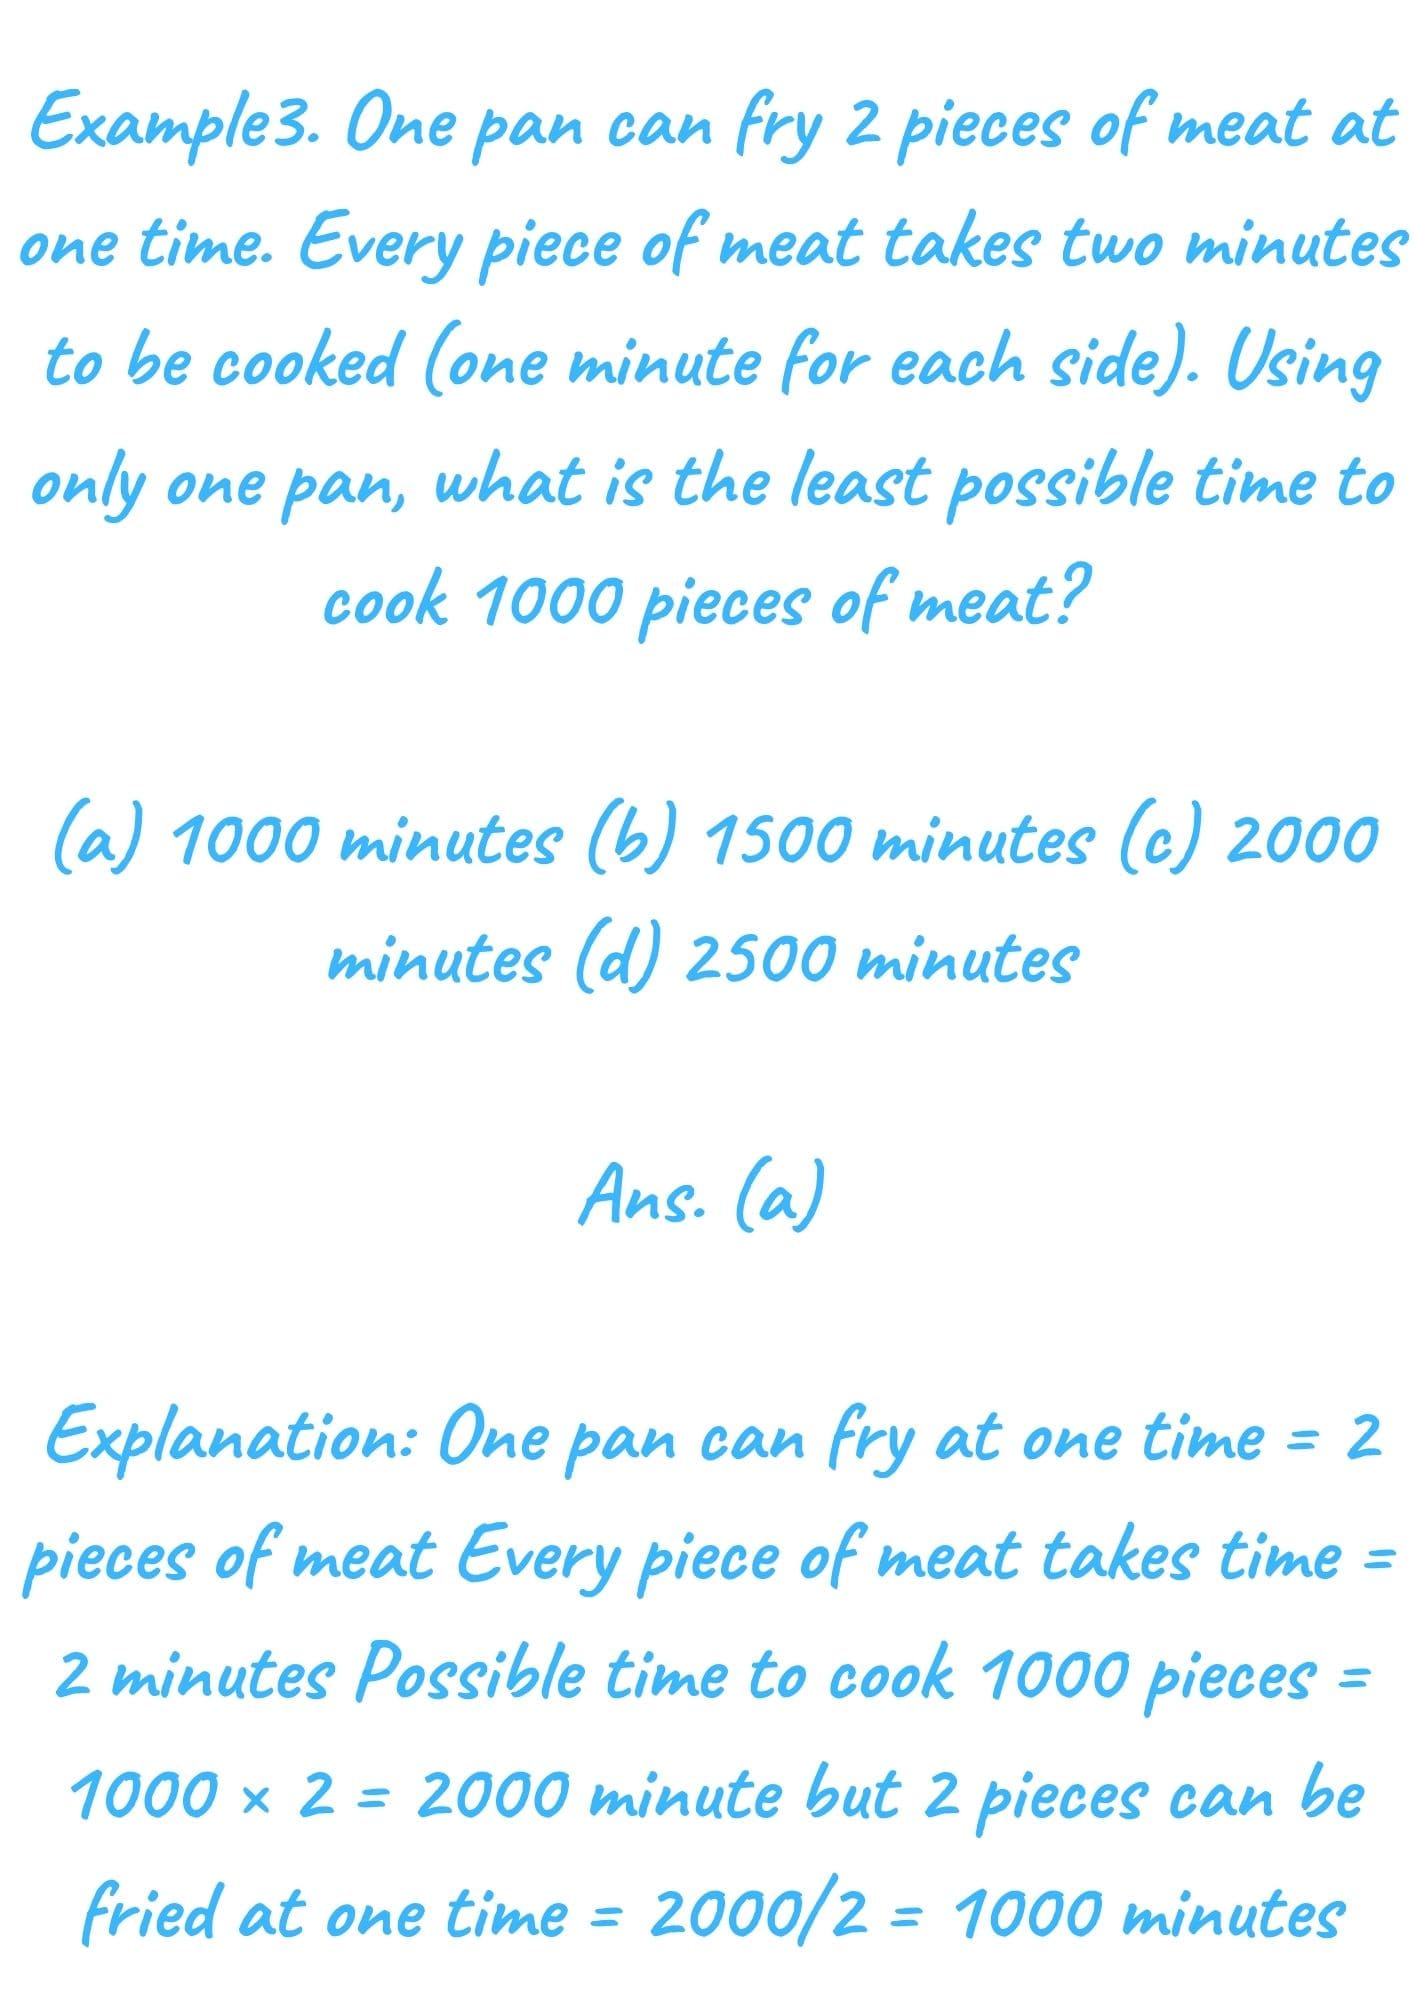 Example3. One pan can fry 2 pieces of meat at
one time. Every piece of meat takes two minutes
to be cooked (one minute for each side). Using
only one pan, what is the least possible time to
cook 1000 pieces of meat?
(a) 1000 minutes (b) 1500 minutes (c) 2000
minutes (d) 2500 minutes
Ans. (a)
Explanation: One pan can fry at one time = 2
pieces of meat Every piece of meat takes time =
2 minutes Possible time to cook 1000 pieces =
1000 × 2 = 2000 minute but 2 pieces can be
fried at one time = 2000/2 = 1000 minutes